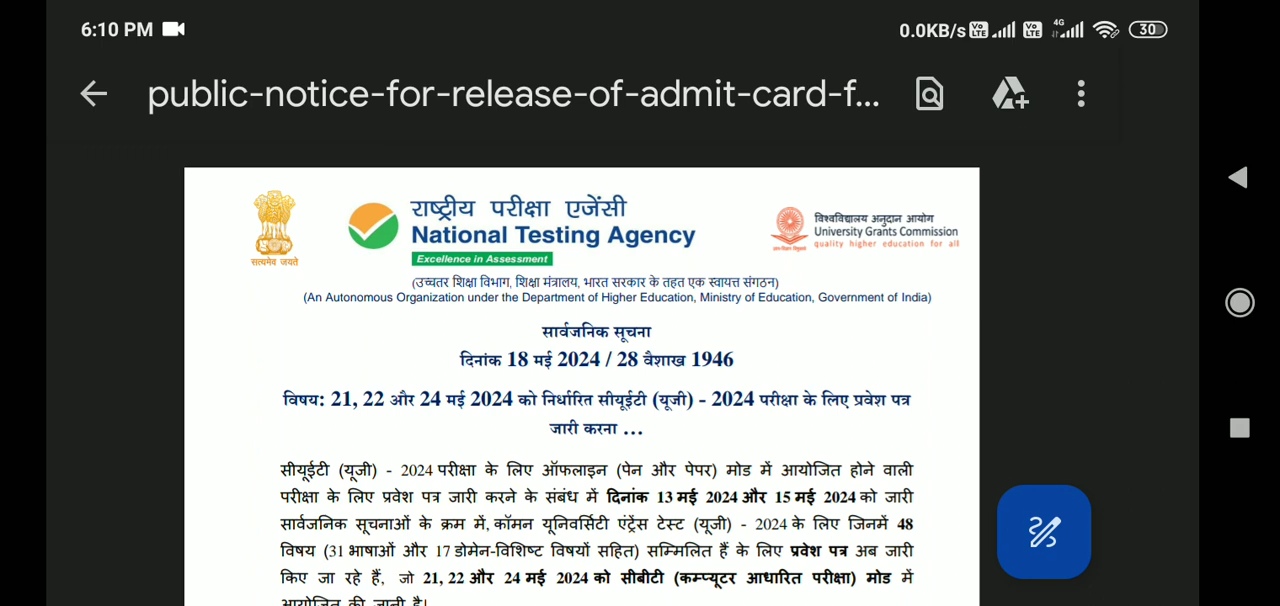 6:10 PM
0.0KB/s Vo LTE Vo LTE 4G 30
public-notice-for-release-of-admit-card-f...
राष्ट्रीय परीक्षा एजेंसी
National Testing Agency
Excellence in Assessment
सत्यमेव जयते
विश्वविद्यालय अनुदान आयोग
University Grants Commission
quality higher education for all
(उच्चतर शिक्षा विभाग, शिक्षा मंत्रालय, भारत सरकार के तहत एक स्वायत्त संगठन)
(An Autonomous Organization under the Department of Higher Education, Ministry of Education, Government of India)
सार्वजनिक सूचना
दिनांक 18 मई 2024 / 28 वैशाख 1946
विषय: 21, 22 और 24 मई 2024 को निर्धारित सीयूईटी (यूजी) - 2024 परीक्षा के लिए प्रवेश पत्र
जारी करना ...
सीयूईटी (यूजी) - 2024 परीक्षा के लिए ऑफलाइन (पेन और पेपर) मोड में आयोजित होने वाली
परीक्षा के लिए प्रवेश पत्र जारी करने के संबंध में दिनांक 13 मई 2024 और 15 मई 2024 को जारी
सार्वजनिक सूचनाओं के क्रम में, कॉमन यूनिवर्सिटी एंट्रेंस टेस्ट (यूजी) - 2024 के लिए जिनमें 48
विषय (31 भाषाओं और 17 डोमेन-विशिष्ट विषयों सहित) सम्मिलित हैं के लिए प्रवेश पत्र अब जारी
किए जा रहे हैं, जो 21, 22 और 24 मई 2024 को सीबीटी (कम्प्यूटर आधारित परीक्षा) मोड में
आयोजित की जानी है।